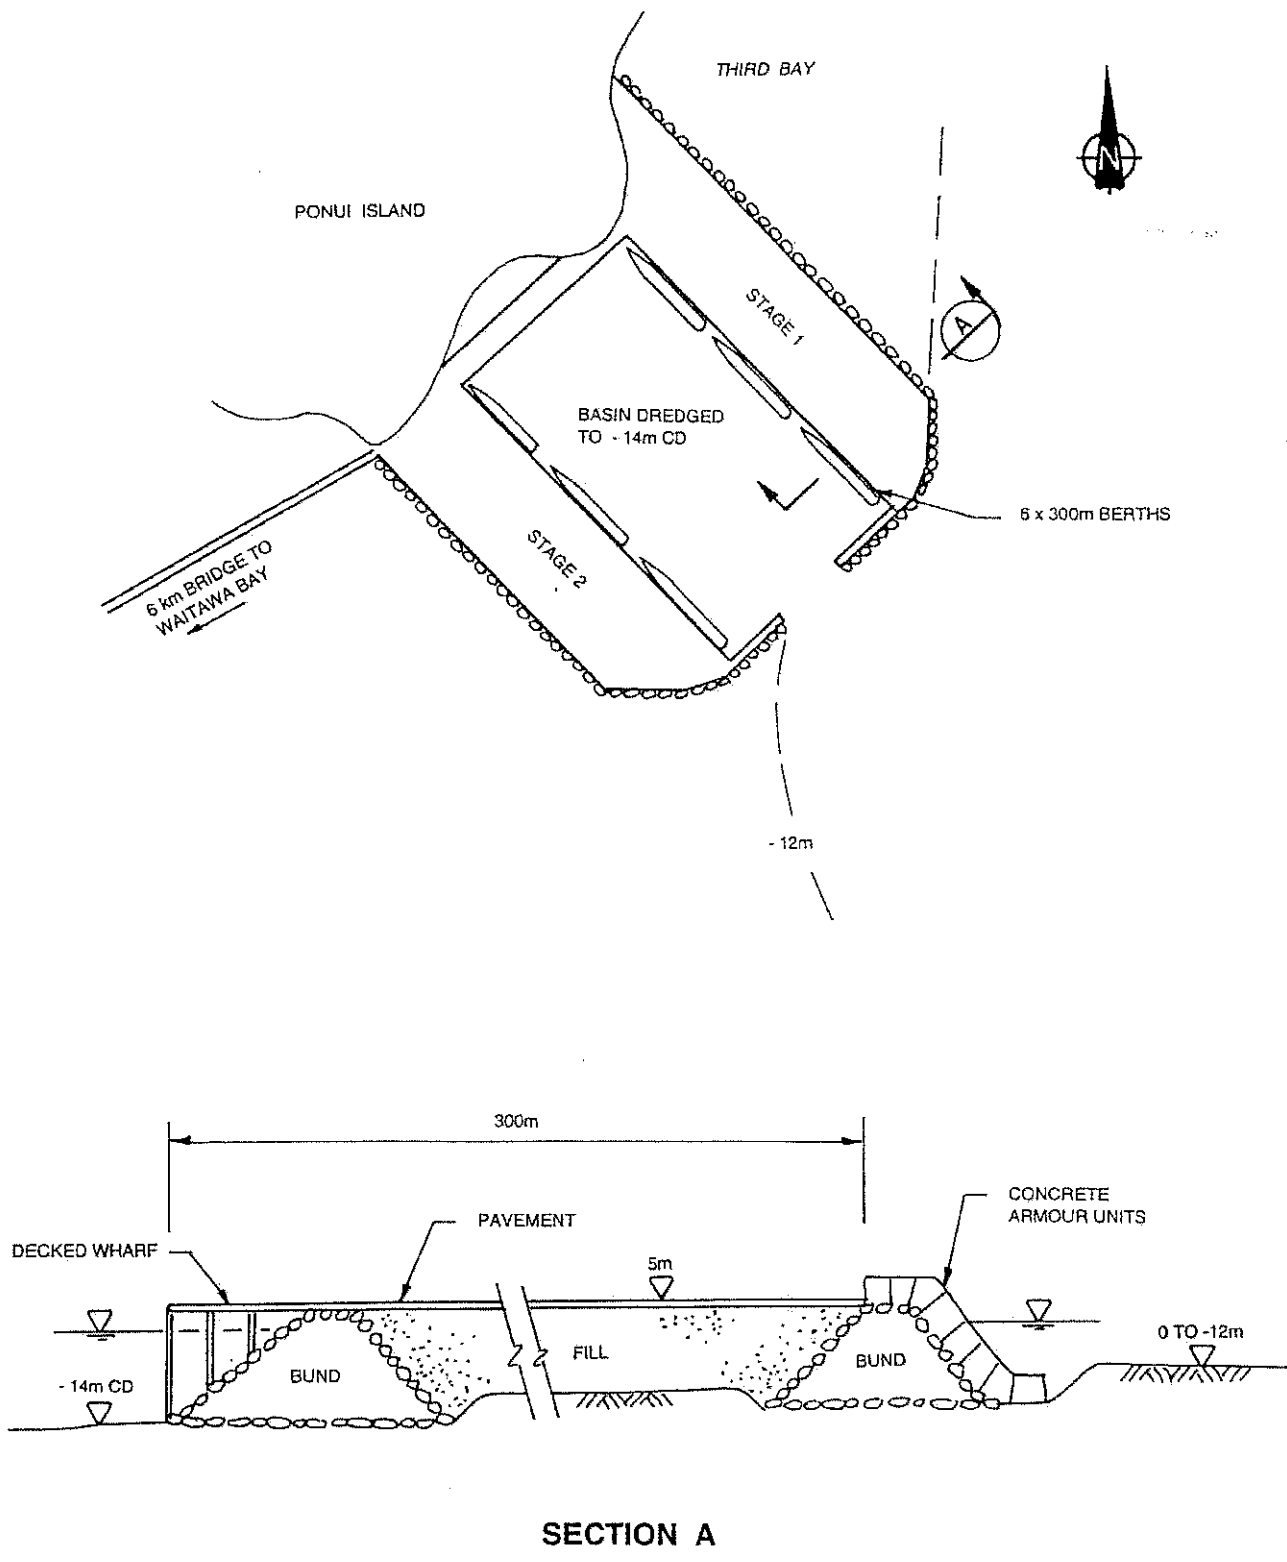 THIRD BAY
N
PONUI ISLAND
STAGE 1
A
BASIN DREDGED
TO - 14m CD
6 x 300m BERTHS
STAGE 2
6 km BRIDGE TO
WAITAWA BAY
- 12m
300m
CONCRETE
ARMOUR UNITS
PAVEMENT
DECKED WHARF
5m
0 TO -12m
FILL
BUND
BUND
- 14m CD
SECTION A